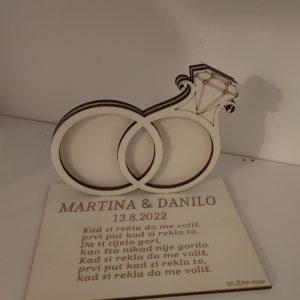 MARTINA & DANILO
13.8.2022
Kad si rekla da me voliš,
prvi put kad si rekla to.
Da ti tijelo gori,
kao što nikad nije gorilo.
Kad si rekla da me voliš,
prvi put kad si rekla to,
kad si rekla da me voliš.
DRUŽINA